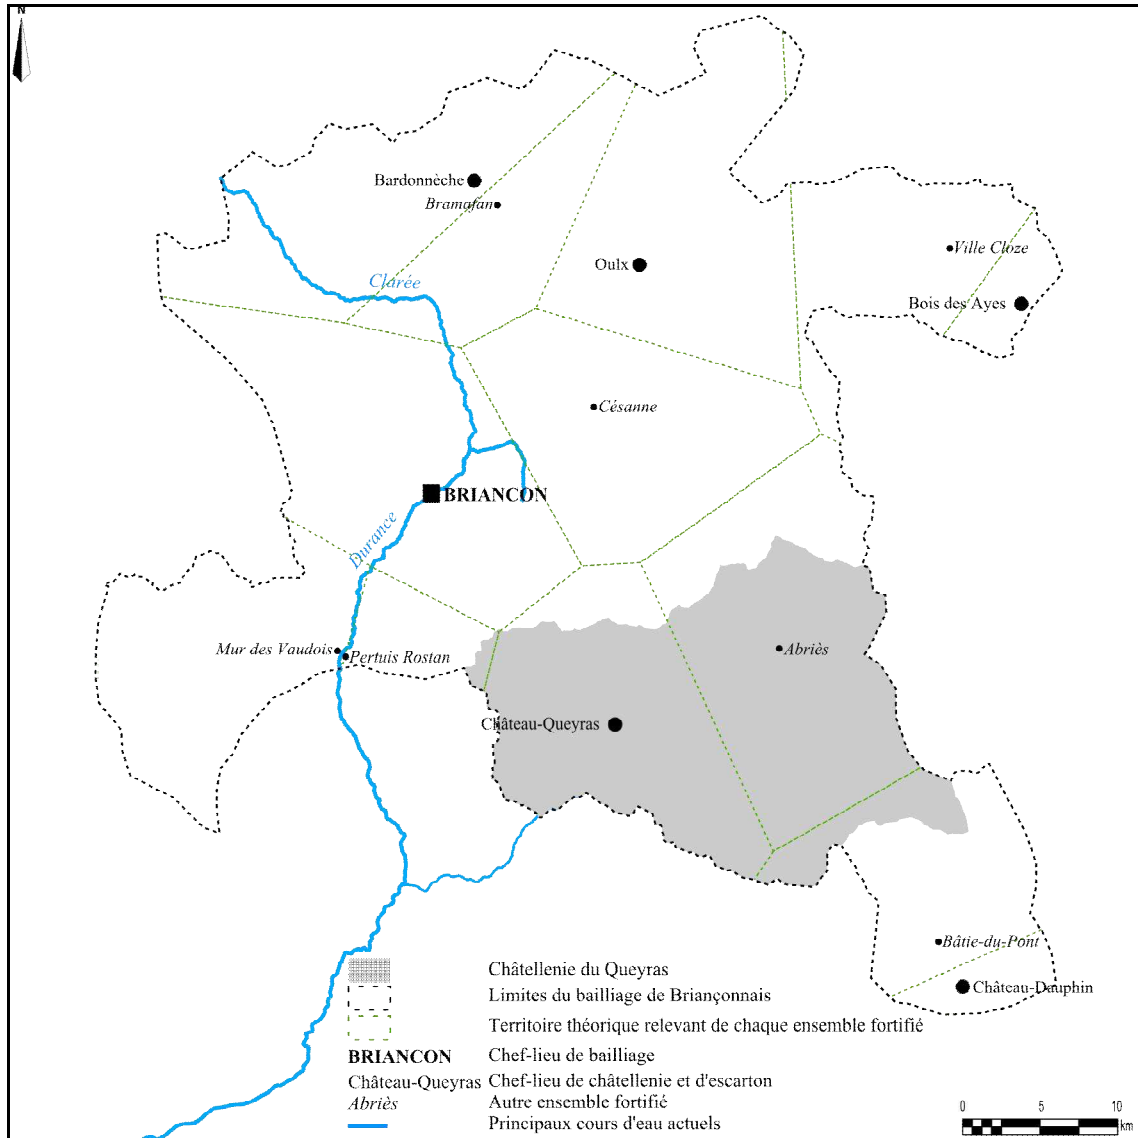 N
Bardonnèche
Bramafan
Oulx
Ville Cloze
Clarée
Bois des Ayes
Césanne
BRIANCON
Durance
Mur des Vaudois
Pertuis Rostan
Abriès
Château-Queyras
Bâtie-du-Pont
Château-Dauphin
Châtellenie du Queyras
Limites du bailliage de Briançonnais
Territoire théorique relevant de chaque ensemble fortifié
BRIANCON Chef-lieu de bailliage
Château-Queyras Chef-lieu de châtellenie et d'escarton
Abriès Autre ensemble fortifié
Principaux cours d'eau actuels
0 5 10
km